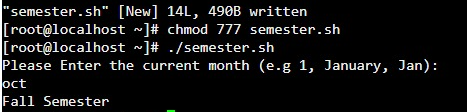 "semester.sh" [New] 14L, 490B written
[root@localhost ~]# chmod 777 semester.sh
[root@localhost ~]# ./semester.sh
Please Enter the current month (e.g 1, January, Jan):
oct
Fall Semester